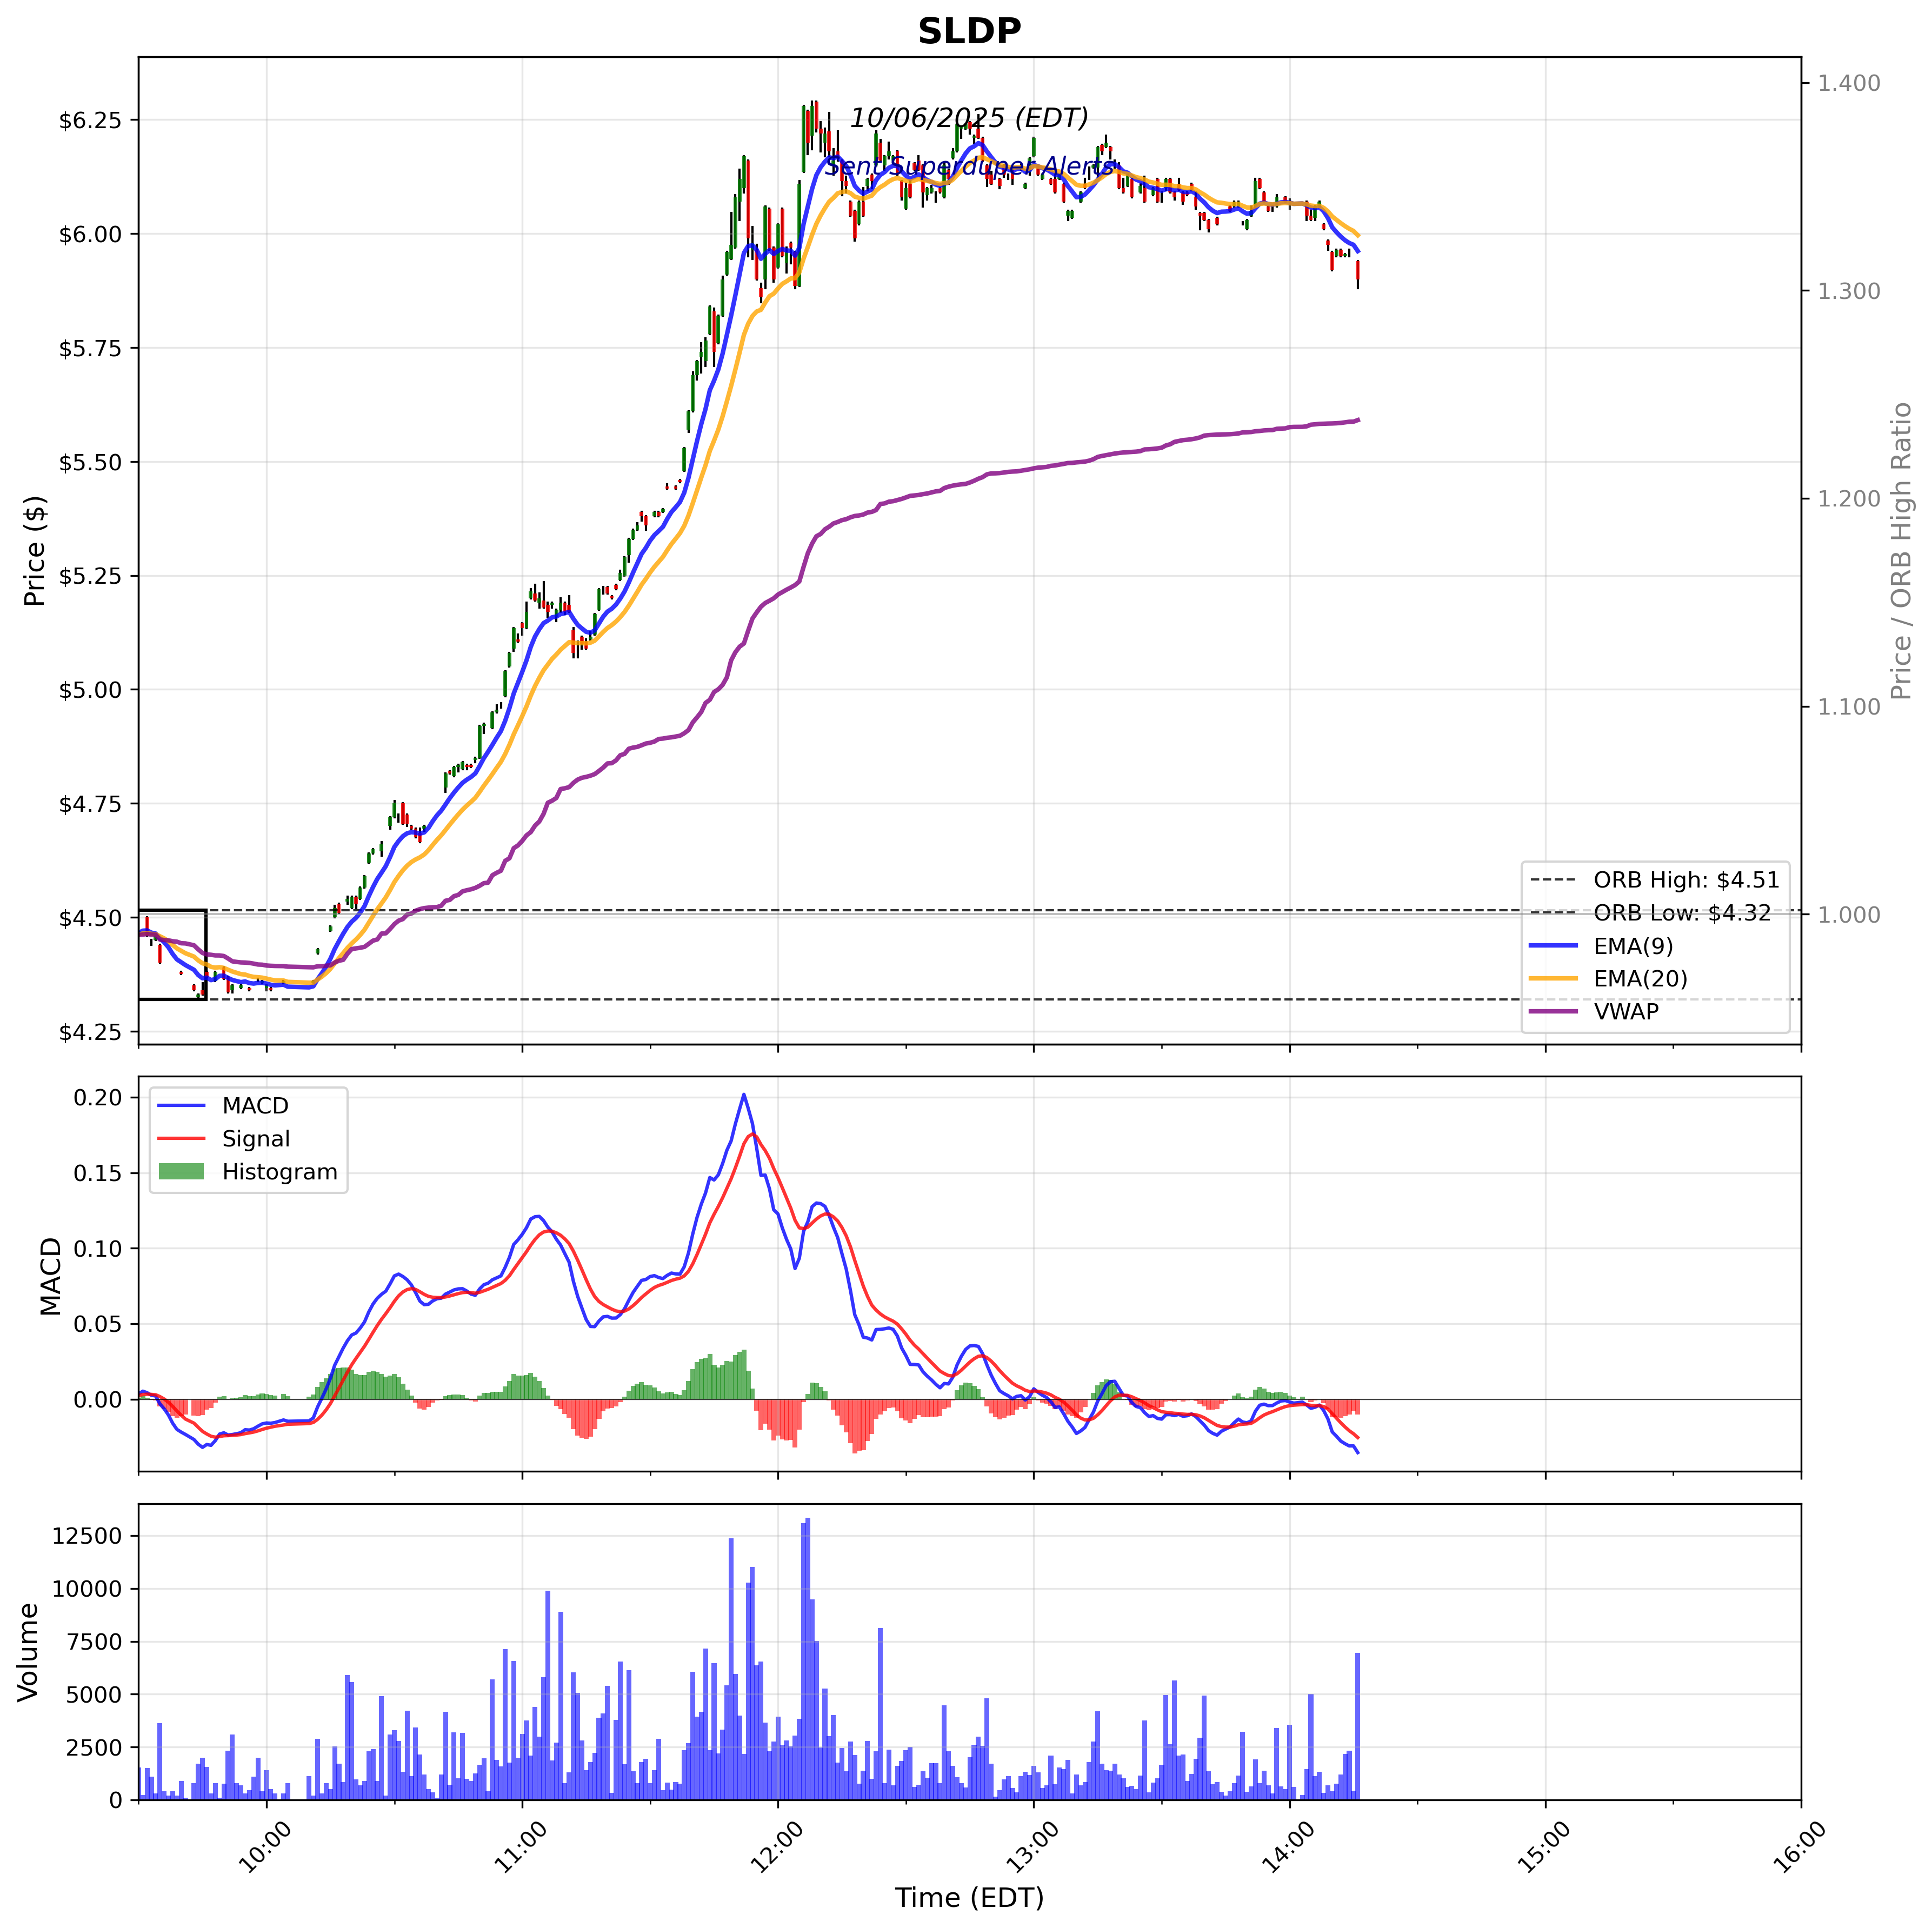 SLDP
10/06/2025 (EDT)
Sent Superduper Alerts
Price ($)
$6.25
$6.00
$5.75
$5.50
$5.25
$5.00
$4.75
$4.50
$4.25
1.400
1.300
1.200
1.100
1.000
Price / ORB High Ratio
ORB High: $4.51
ORB Low: $4.32
EMA(9)
EMA(20)
VWAP
MACD
0.20
0.15
0.10
0.05
0.00
MACD
Signal
Histogram
Volume
12500
10000
7500
5000
2500
0
10:00
11:00
12:00
13:00
14:00
15:00
16:00
Time (EDT)